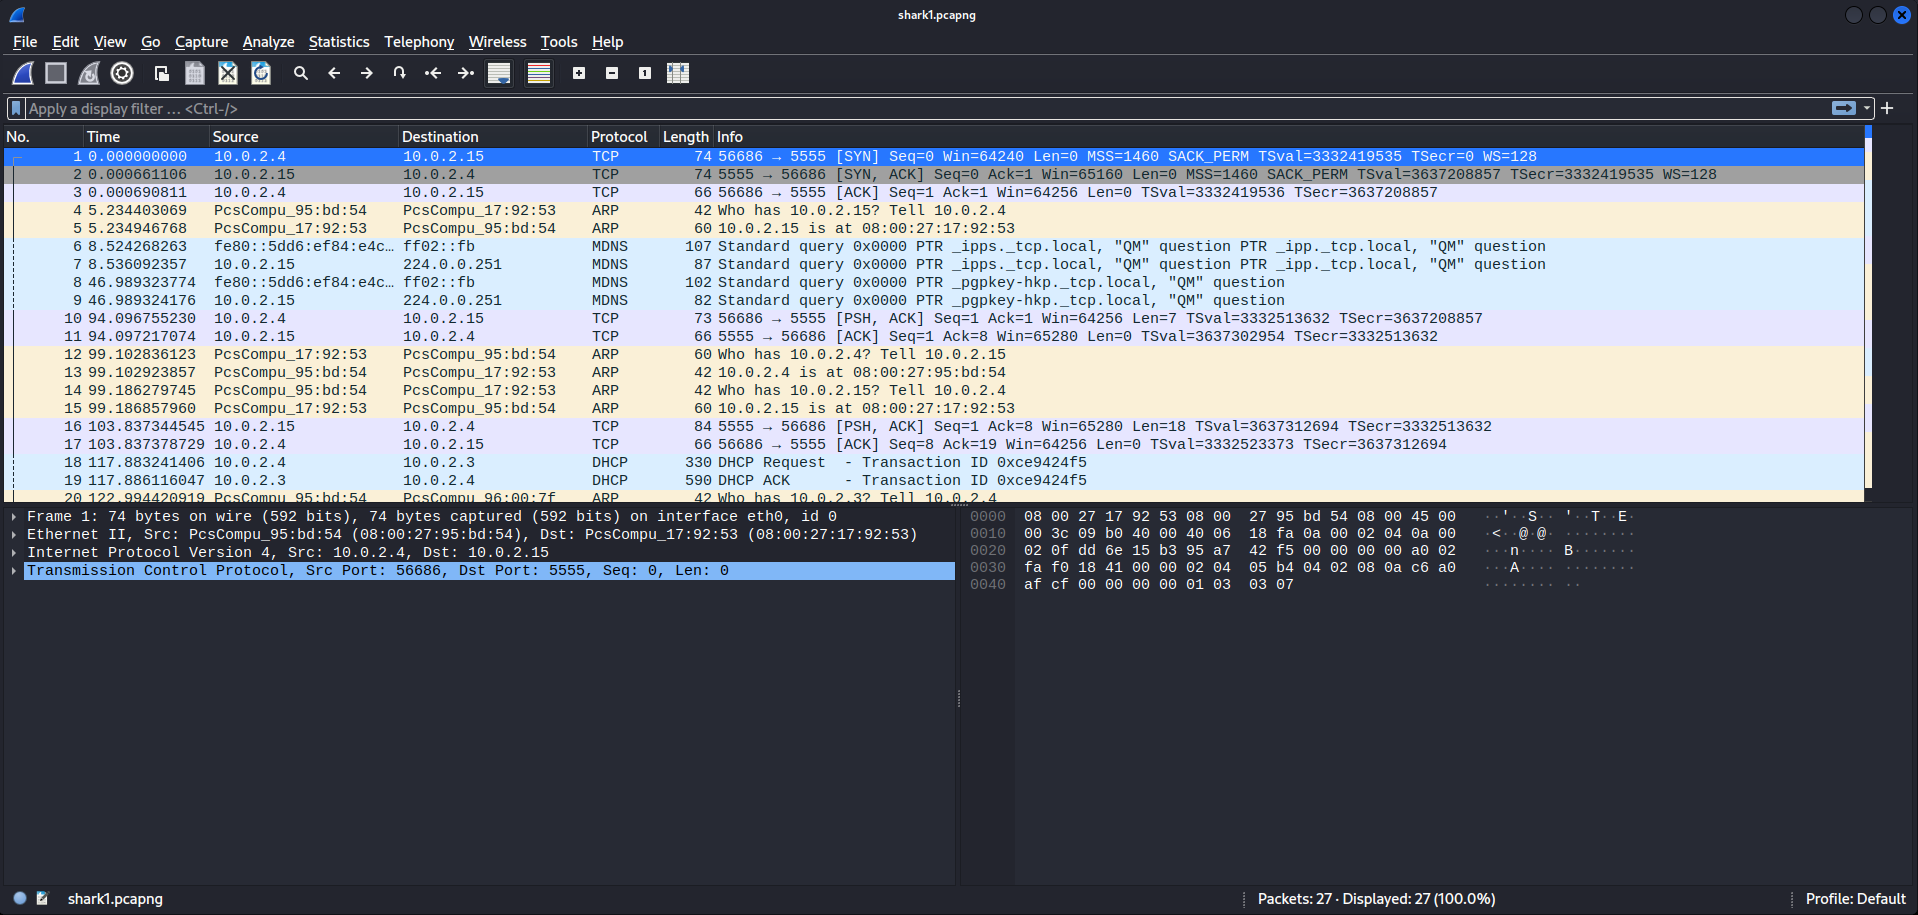 shark1.pcapng
File Edit View Go Capture Analyze Statistics Telephony Wireless Tools Help
Apply a display filter … <Ctrl-/>
No. Time Source Destination Protocol Length Info
1 0.000000000 10.0.2.4 10.0.2.15 TCP 74 56686 → 5555 [SYN] Seq=0 Win=64240 Len=0 MSS=1460 SACK_PERM TSval=3332419535 TSecr=0 WS=128
2 0.000661106 10.0.2.15 10.0.2.4 TCP 74 5555 → 56686 [SYN, ACK] Seq=0 Ack=1 Win=65160 Len=0 MSS=1460 SACK_PERM TSval=3637208857 TSecr=3332419535 WS=128
3 0.000690811 10.0.2.4 10.0.2.15 TCP 66 56686 → 5555 [ACK] Seq=1 Ack=1 Win=64256 Len=0 TSval=3332419536 TSecr=3637208857
4 5.234403069 PcsCompu_95:bd:54 PcsCompu_17:92:53 ARP 42 Who has 10.0.2.15? Tell 10.0.2.4
5 5.234946768 PcsCompu_17:92:53 PcsCompu_95:bd:54 ARP 60 10.0.2.15 is at 08:00:27:17:92:53
6 8.524268263 fe80::5dd6:ef84:e4c… ff02::fb MDNS 107 Standard query 0x0000 PTR _ipps._tcp.local, "QM" question PTR _ipp._tcp.local, "QM" question
7 8.536092357 10.0.2.15 224.0.0.251 MDNS 87 Standard query 0x0000 PTR _ipps._tcp.local, "QM" question PTR _ipp._tcp.local, "QM" question
8 46.989323774 fe80::5dd6:ef84:e4c… ff02::fb MDNS 102 Standard query 0x0000 PTR _pgpkey-hkp._tcp.local, "QM" question
9 46.989324176 10.0.2.15 224.0.0.251 MDNS 82 Standard query 0x0000 PTR _pgpkey-hkp._tcp.local, "QM" question
10 94.096755230 10.0.2.4 10.0.2.15 TCP 73 56686 → 5555 [PSH, ACK] Seq=1 Ack=1 Win=64256 Len=7 TSval=3332513632 TSecr=3637208857
11 94.097217074 10.0.2.15 10.0.2.4 TCP 66 5555 → 56686 [ACK] Seq=1 Ack=8 Win=65280 Len=0 TSval=3637302954 TSecr=3332513632
12 99.102836123 PcsCompu_17:92:53 PcsCompu_95:bd:54 ARP 60 Who has 10.0.2.4? Tell 10.0.2.15
13 99.102923857 PcsCompu_95:bd:54 PcsCompu_17:92:53 ARP 42 10.0.2.4 is at 08:00:27:95:bd:54
14 99.186279745 PcsCompu_95:bd:54 PcsCompu_17:92:53 ARP 42 Who has 10.0.2.15? Tell 10.0.2.4
15 99.186857960 PcsCompu_17:92:53 PcsCompu_95:bd:54 ARP 60 10.0.2.15 is at 08:00:27:17:92:53
16 103.837344545 10.0.2.15 10.0.2.4 TCP 84 5555 → 56686 [PSH, ACK] Seq=1 Ack=8 Win=65280 Len=18 TSval=3637312694 TSecr=3332513632
17 103.837378729 10.0.2.4 10.0.2.15 TCP 66 56686 → 5555 [ACK] Seq=8 Ack=19 Win=64256 Len=0 TSval=3332523373 TSecr=3637312694
18 117.883241406 10.0.2.4 10.0.2.3 DHCP 330 DHCP Request - Transaction ID 0xce9424f5
19 117.886116047 10.0.2.3 10.0.2.4 DHCP 590 DHCP ACK - Transaction ID 0xce9424f5
20 122.994420919 PcsCompu_95:bd:54 PcsCompu_96:00:7f ARP 42 Who has 10.0.2.3? Tell 10.0.2.4
Frame 1: 74 bytes on wire (592 bits), 74 bytes captured (592 bits) on interface eth0, id 0
Ethernet II, Src: PcsCompu_95:bd:54 (08:00:27:95:bd:54), Dst: PcsCompu_17:92:53 (08:00:27:17:92:53)
Internet Protocol Version 4, Src: 10.0.2.4, Dst: 10.0.2.15
Transmission Control Protocol, Src Port: 56686, Dst Port: 5555, Seq: 0, Len: 0
0000 08 00 27 17 92 53 08 00 27 95 bd 54 08 00 45 00 ··'··S·· '··T··E·
0010 00 3c 09 b0 40 00 40 06 18 fa 0a 00 02 04 0a 00 ·<··@·@· ········
0020 02 0f dd 6e 15 b3 95 a7 42 f5 00 00 00 00 a0 02 ···n···· B·······
0030 fa f0 18 41 00 00 02 04 05 b4 04 02 08 0a c6 a0 ···A···· ········
0040 af cf 00 00 00 00 01 03 03 07 ········ ··
shark1.pcapng
Packets: 27 · Displayed: 27 (100.0%)
Profile: Default